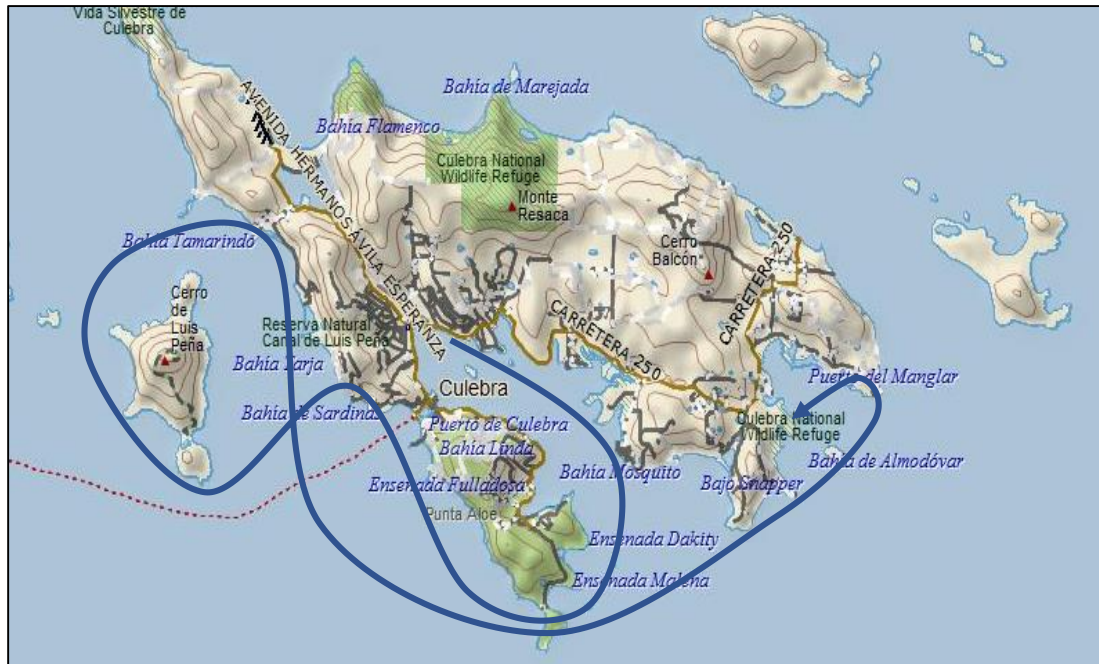 Vida Silvestre de
Culebra
AVENIDA HERMANOS ÁVILA ESPERANZA
Bahía de Marejada
Bahía Flamenco
Culebra National
Wildlife Refuge
Monte
Resaca
Cerro
Balcón
CARRETERA 250
Bahía Tamarindo
Cerro
de
Luis
Peña
Reserva Natural
Canal de Luis Peña
CARRETERA 250
Bahía Tarja
Culebra
Puerto del Manglar
Bahía de Sardinas
Puerto de Culebra
Culebra National
Wildlife Refuge
Bahía Linda
Bahía Mosquito
Bahía de Almodóvar
Ensenada Fulladosa
Bajo Snapper
Punta Aloe
Ensenada Dakity
Ensenada Malena